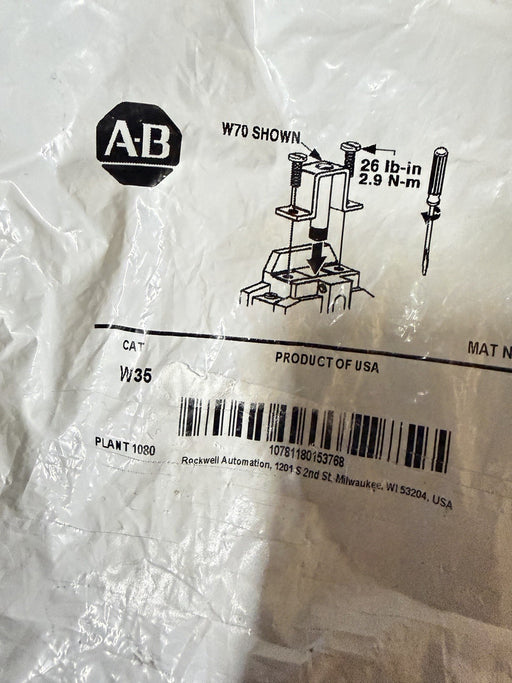 A-B
W70 SHOWN
26 lb-in
2.9 N-m
CAT
PRODUCT OF USA
MAT N
W35
PLANT 1080
10781180153768
Rockwell Automation, 1201 S 2nd St. Milwaukee, WI 53204, USA